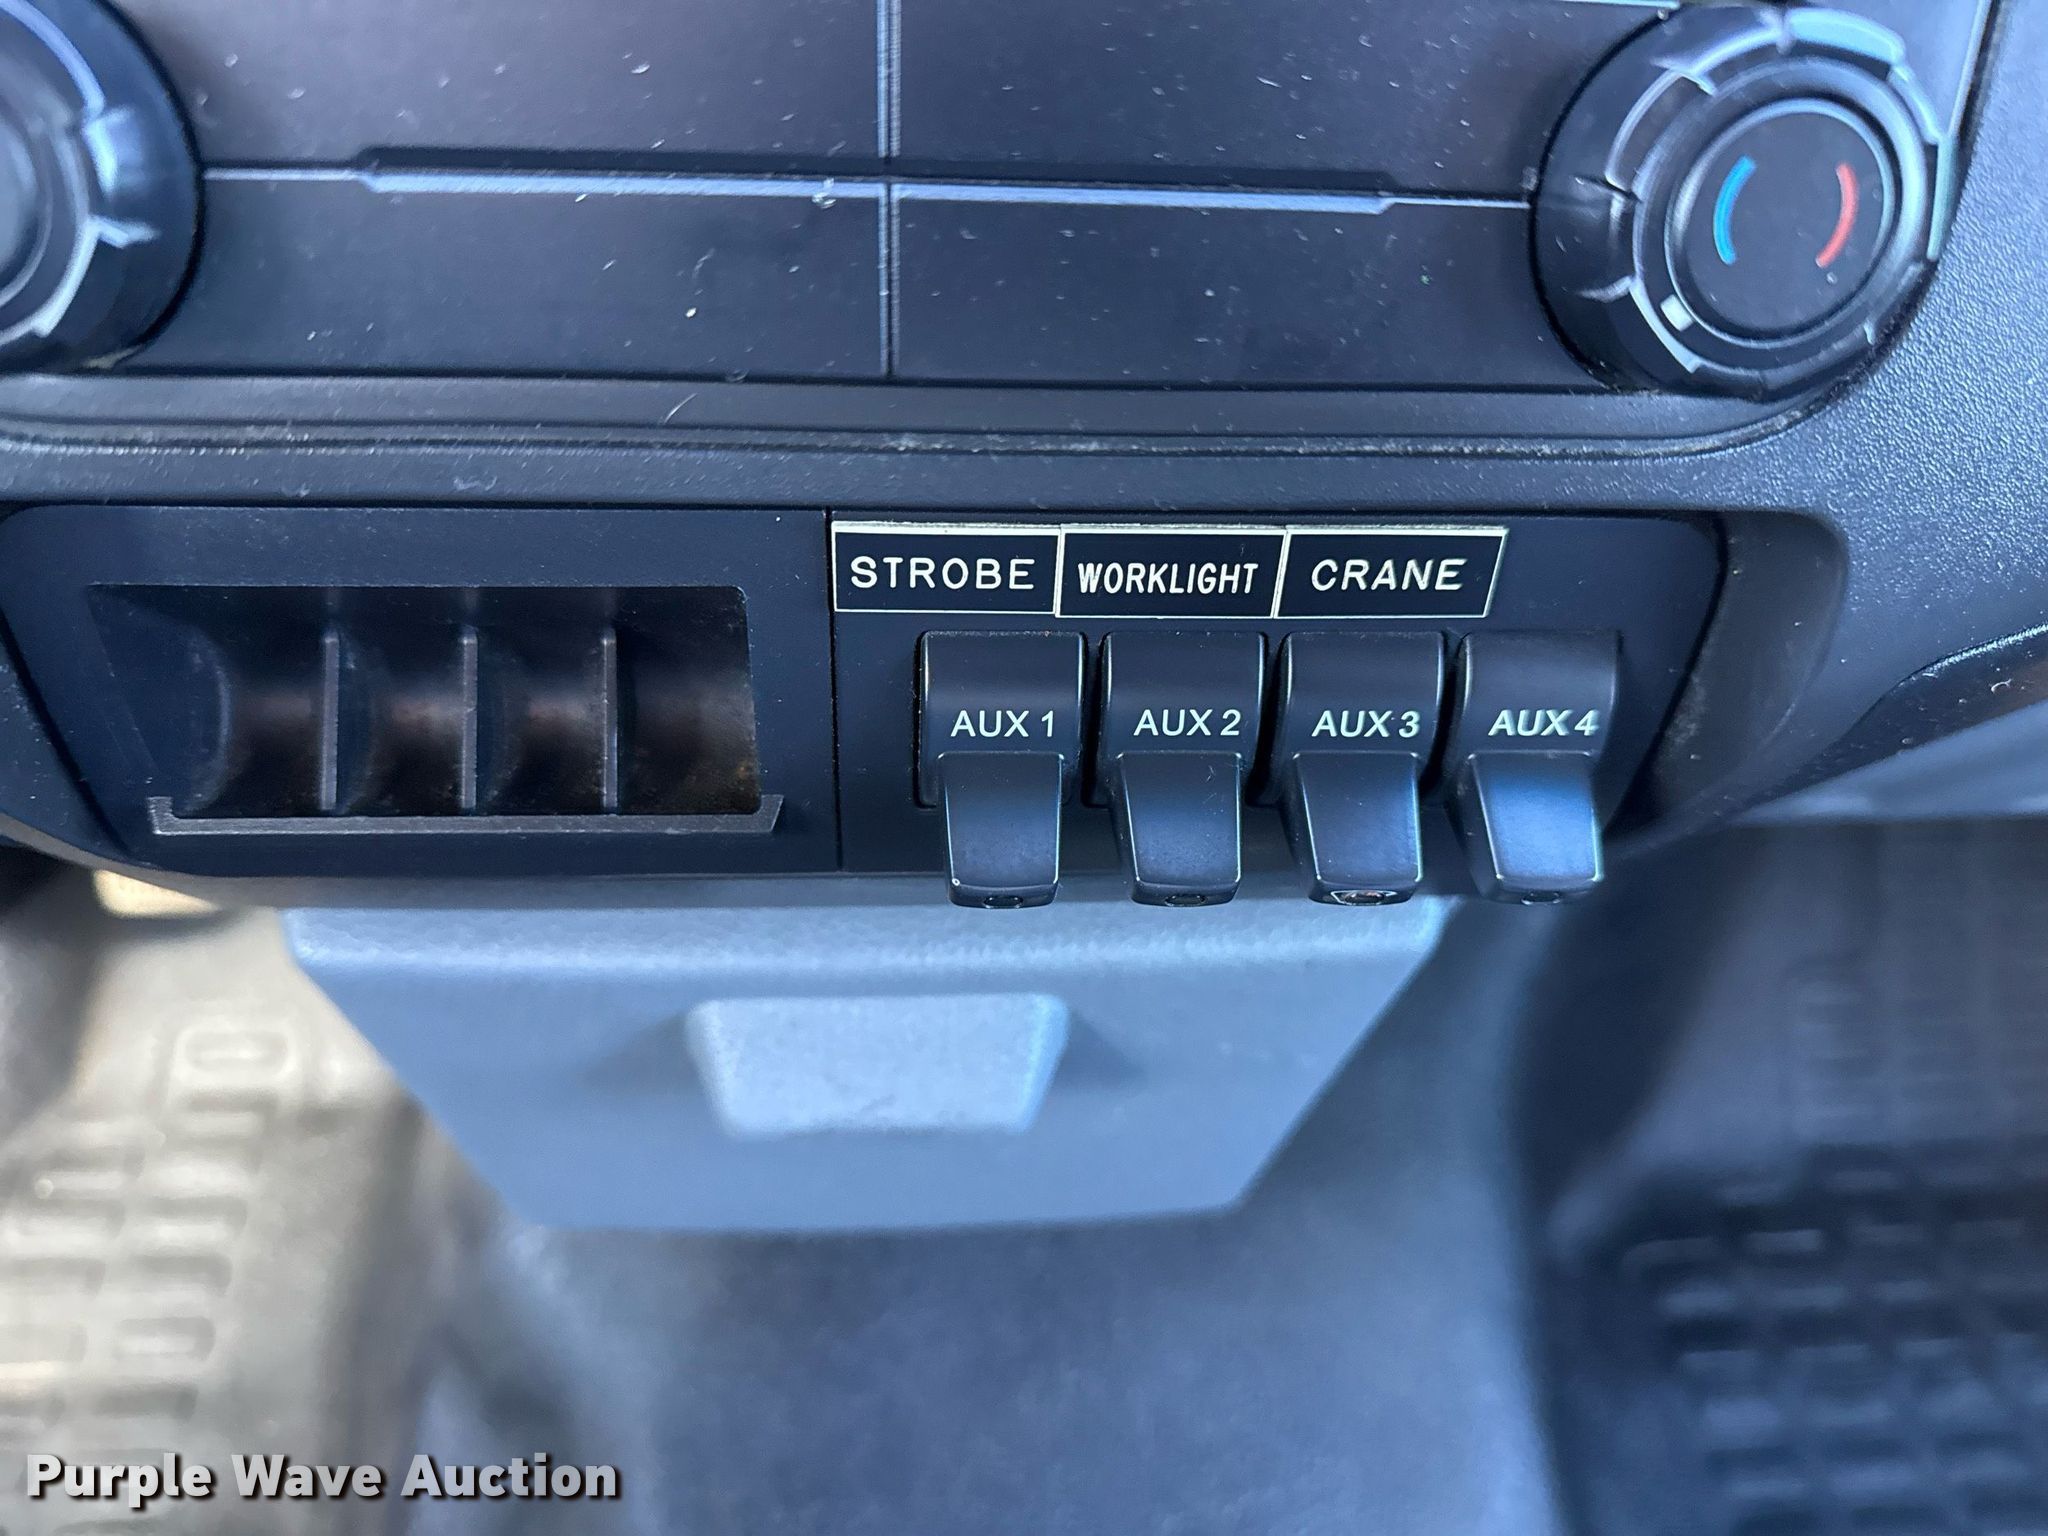 STROBE WORKLIGHT CRANE
AUX 1 AUX 2 AUX 3 AUX 4
Purple Wave Auction